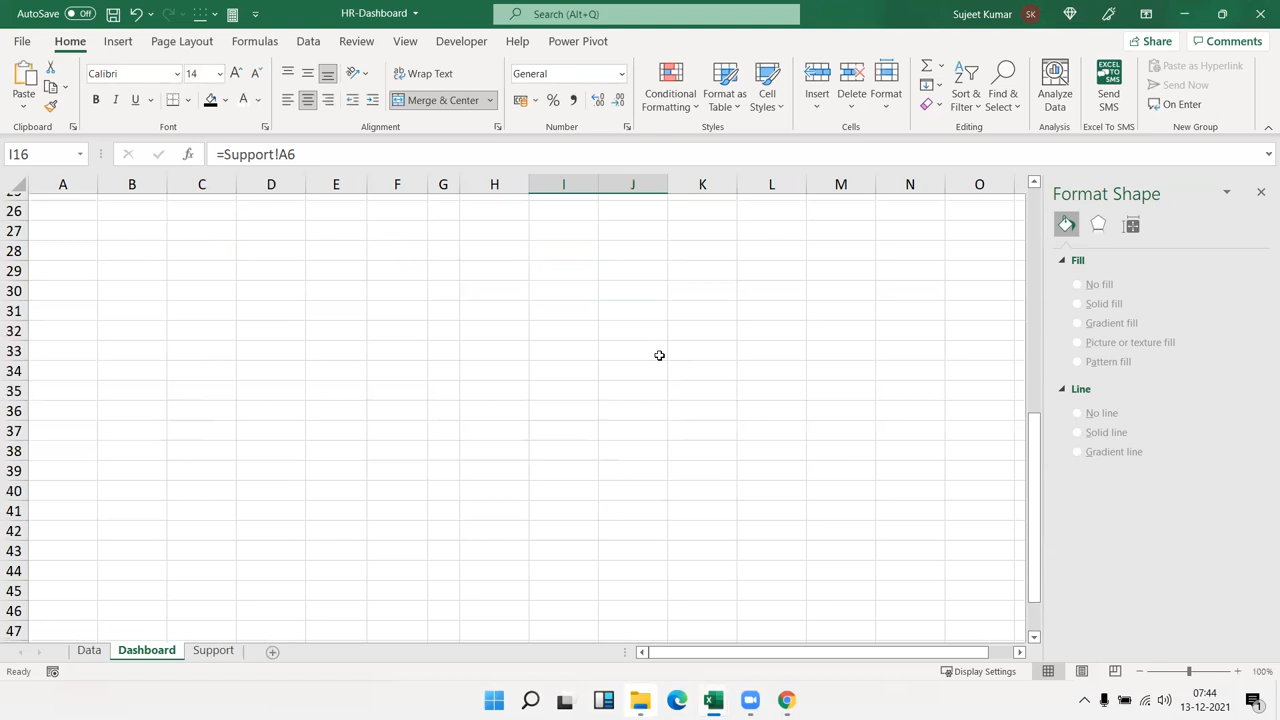 AutoSave Off HR-Dashboard Search (Alt+Q) Sujeet Kumar SK
File Home Insert Page Layout Formulas Data Review View Developer Help Power Pivot Share Comments
Paste Calibri 14 Wrap Text General Conditional Formatting Format as Table Cell Styles Insert Delete Format Sort & Filter Find & Select Analyze Data Send SMS Paste as Hyperlink
B I U A Merge & Center % , Send Now
On Enter
Clipboard Font Alignment Number Styles Cells Editing Analysis Excel To SMS New Group
I16 fx =Support!A6
A B C D E F G H I J K L M N O
26
27
28
29
30
31
32
33
34
35
36
37
38
39
40
41
42
43
44
45
46
47
Format Shape
Fill
No fill
Solid fill
Gradient fill
Picture or texture fill
Pattern fill
Line
No line
Solid line
Gradient line
Data Dashboard Support
Ready Display Settings 100%
07:44
13-12-2021
1